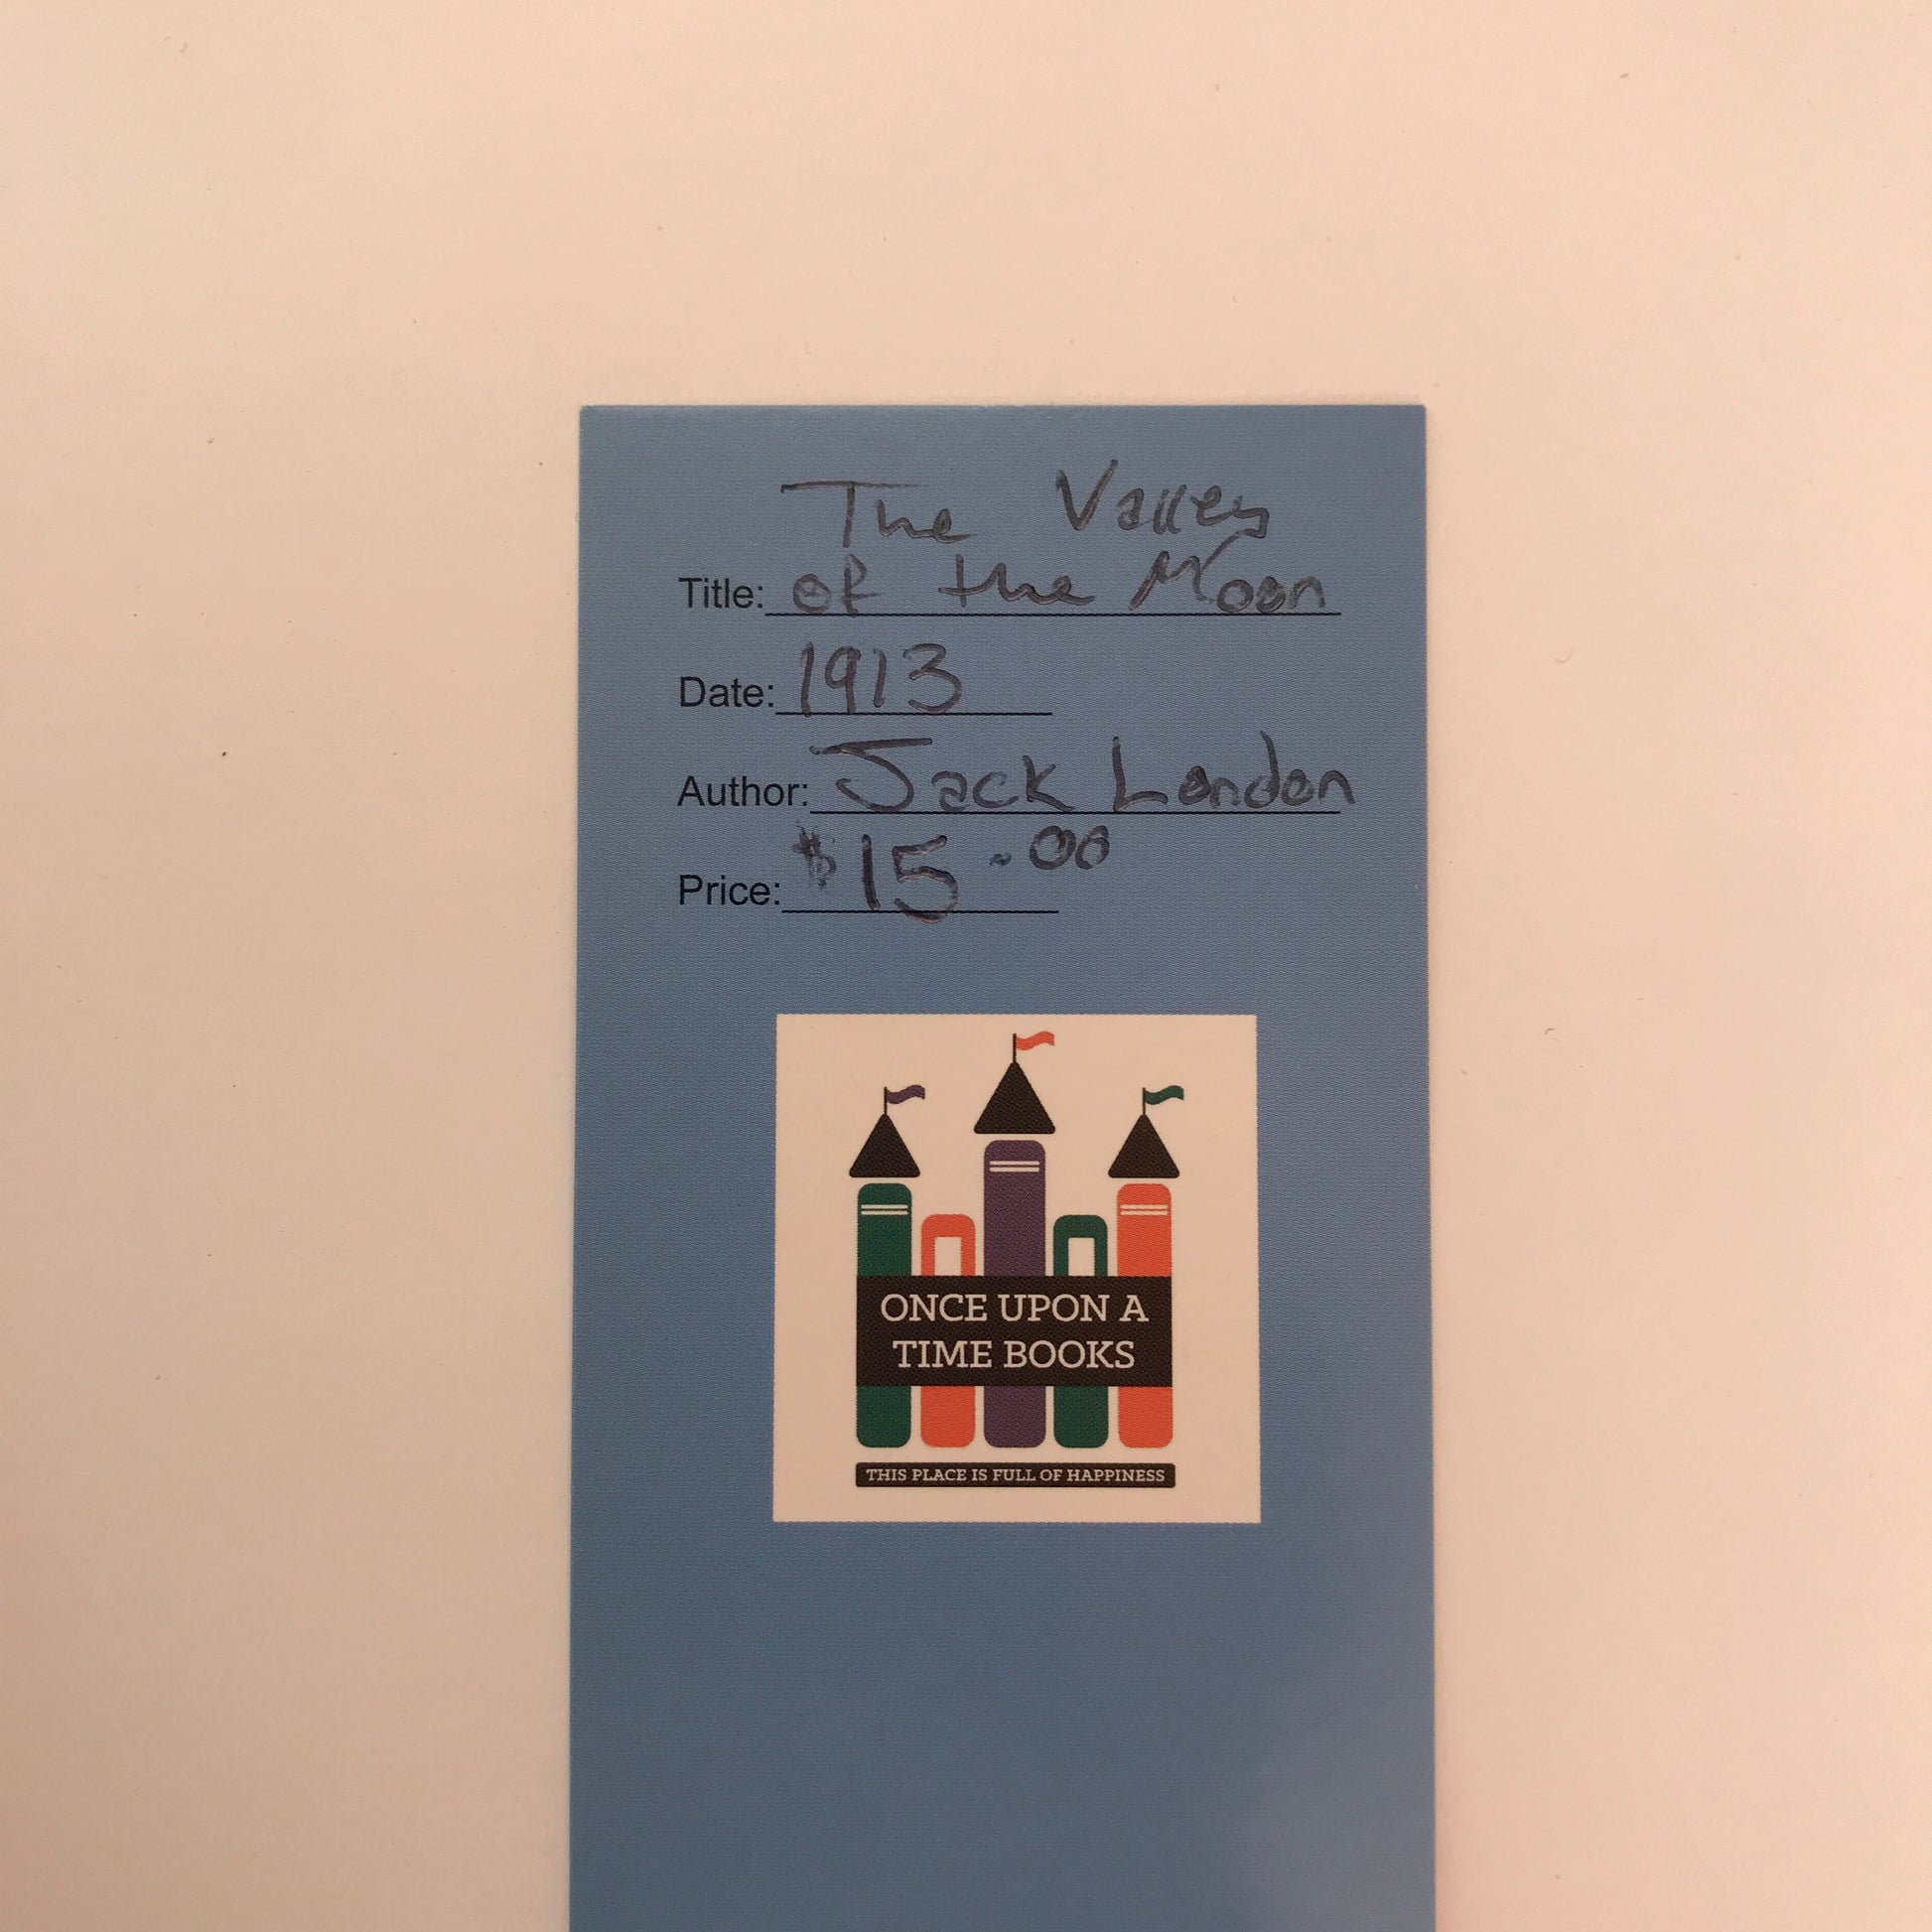 The Valley
Title: of the Moon
Date: 1913
Author: Jack London
Price: $15.00
ONCE UPON A
TIME BOOKS
THIS PLACE IS FULL OF HAPPINESS